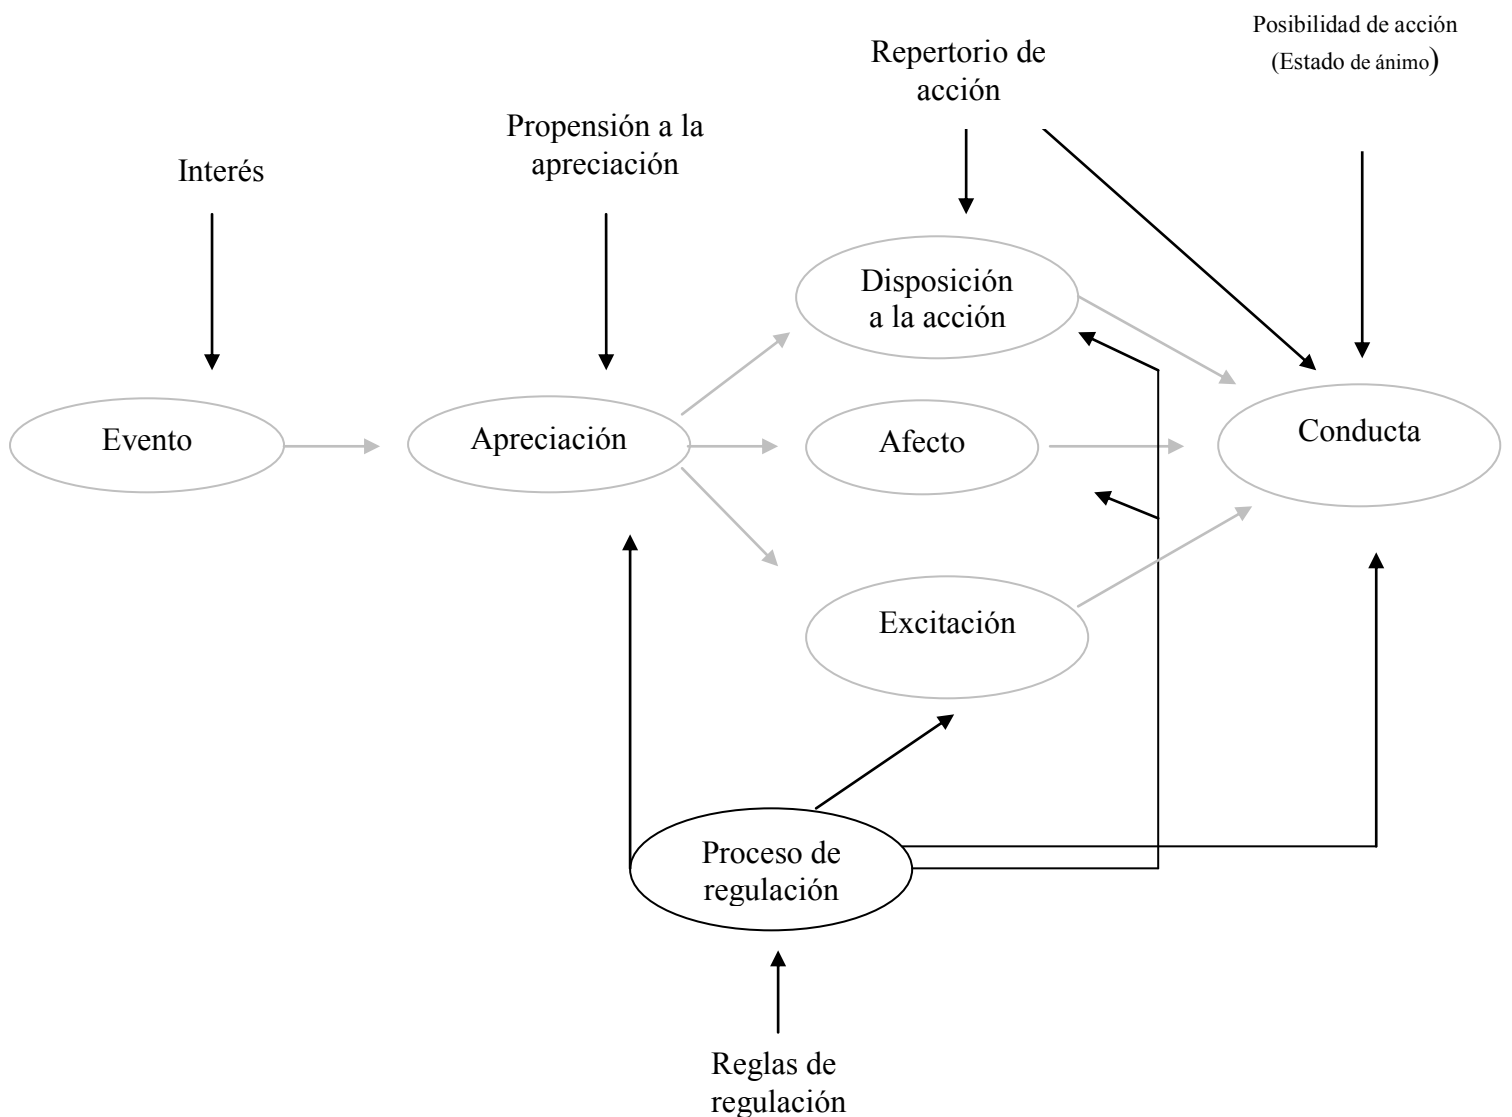 Posibilidad de acción
(Estado de ánimo)
Repertorio de
acción
Propensión a la
apreciación
Interés
Disposición
a la acción
Evento
Apreciación
Afecto
Conducta
Excitación
Proceso de
regulación
Reglas de
regulación